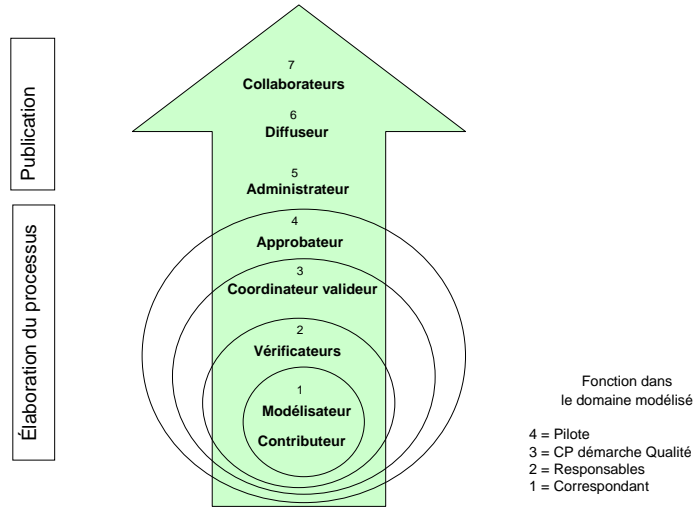 Publication
Élaboration du processus
7
Collaborateurs
6
Diffuseur
5
Administrateur
4
Approbateur
3
Coordinateur valideur
2
Vérificateurs
1
Modélisateur
Contributeur
Fonction dans
le domaine modélisé
4 = Pilote
3 = CP démarche Qualité
2 = Responsables
1 = Correspondant